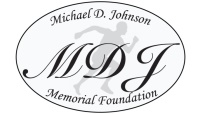 Michael D. Johnson
MDJ
Memorial Foundation